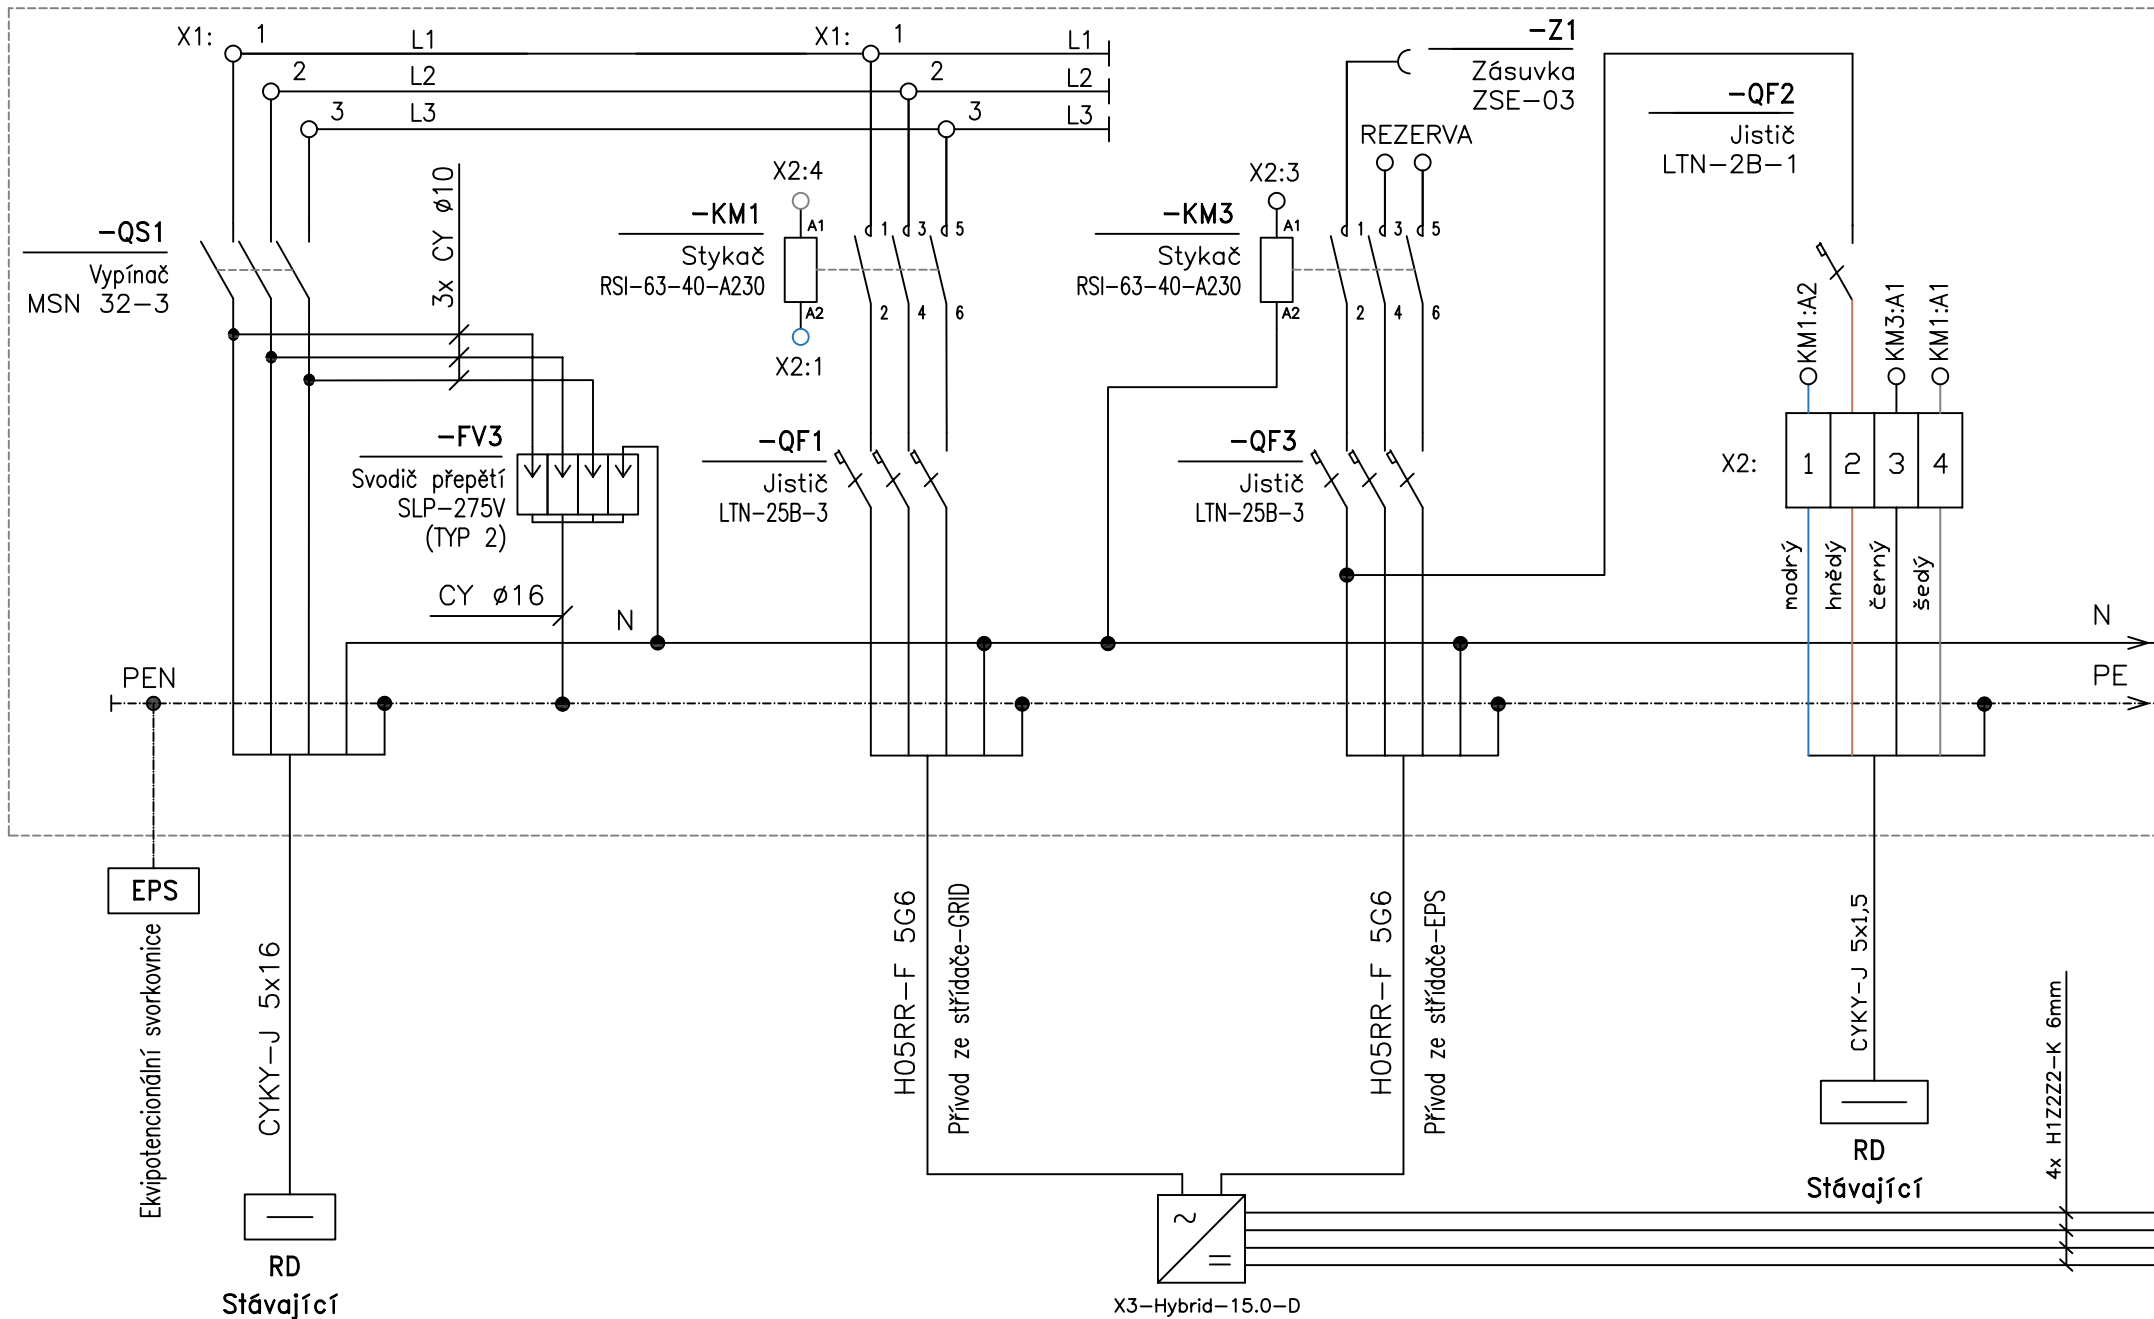 X1:
1
L1
X1:
1
L1
2
L2
2
L2
3
L3
3
L3
-Z1
Zásuvka
ZSE-03
REZERVA
-QF2
Jistič
LTN-2B-1
-QS1
Vypínač
MSN 32-3
3x CY ø10
X2:4
-KM1
Stykač
RSI-63-40-A230
A1
A2
X2:1
1
3
5
2
4
6
X2:3
-KM3
Stykač
RSI-63-40-A230
A1
A2
1
3
5
2
4
6
KM1:A2
KM3:A1
KM1:A1
-FV3
Svodič přepětí
SLP-275V
(TYP 2)
-QF1
Jistič
LTN-25B-3
-QF3
Jistič
LTN-25B-3
X2:
1
2
3
4
modrý
hnědý
černý
šedý
CY ø16
N
N
PEN
PE
EPS
Ekvipotencionální svorkovnice
CYKY-J 5x16
RD
Stávající
H05RR-F 5G6
Přívod ze střídače-GRID
H05RR-F 5G6
Přívod ze střídače-EPS
CYKY-J 5x1,5
RD
Stávající
4x H1Z2Z2-K 6mm
X3-Hybrid-15.0-D